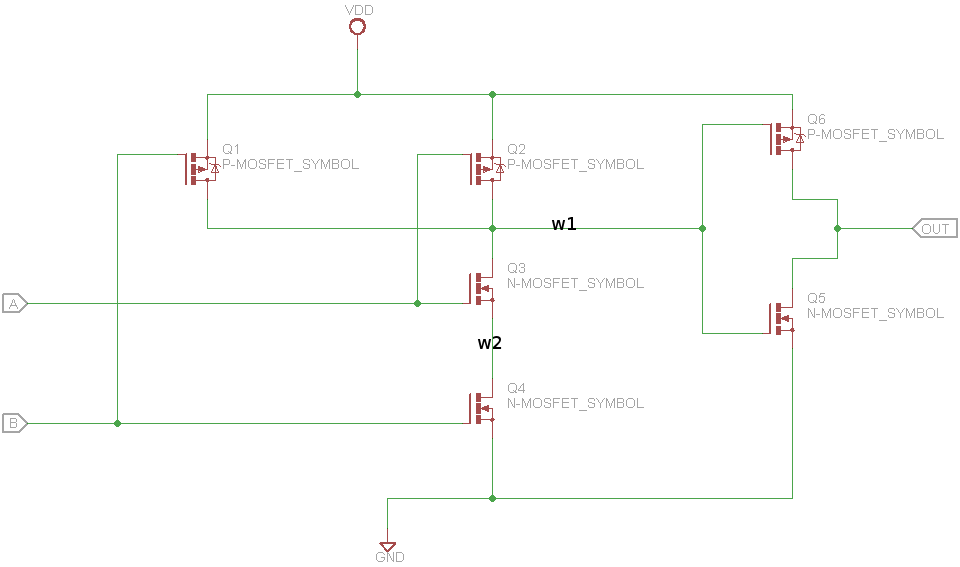 VDD
Q1
P-MOSFET_SYMBOL
Q2
P-MOSFET_SYMBOL
Q6
P-MOSFET_SYMBOL
w1
OUT
Q3
N-MOSFET_SYMBOL
A
Q5
N-MOSFET_SYMBOL
w2
Q4
N-MOSFET_SYMBOL
B
GND